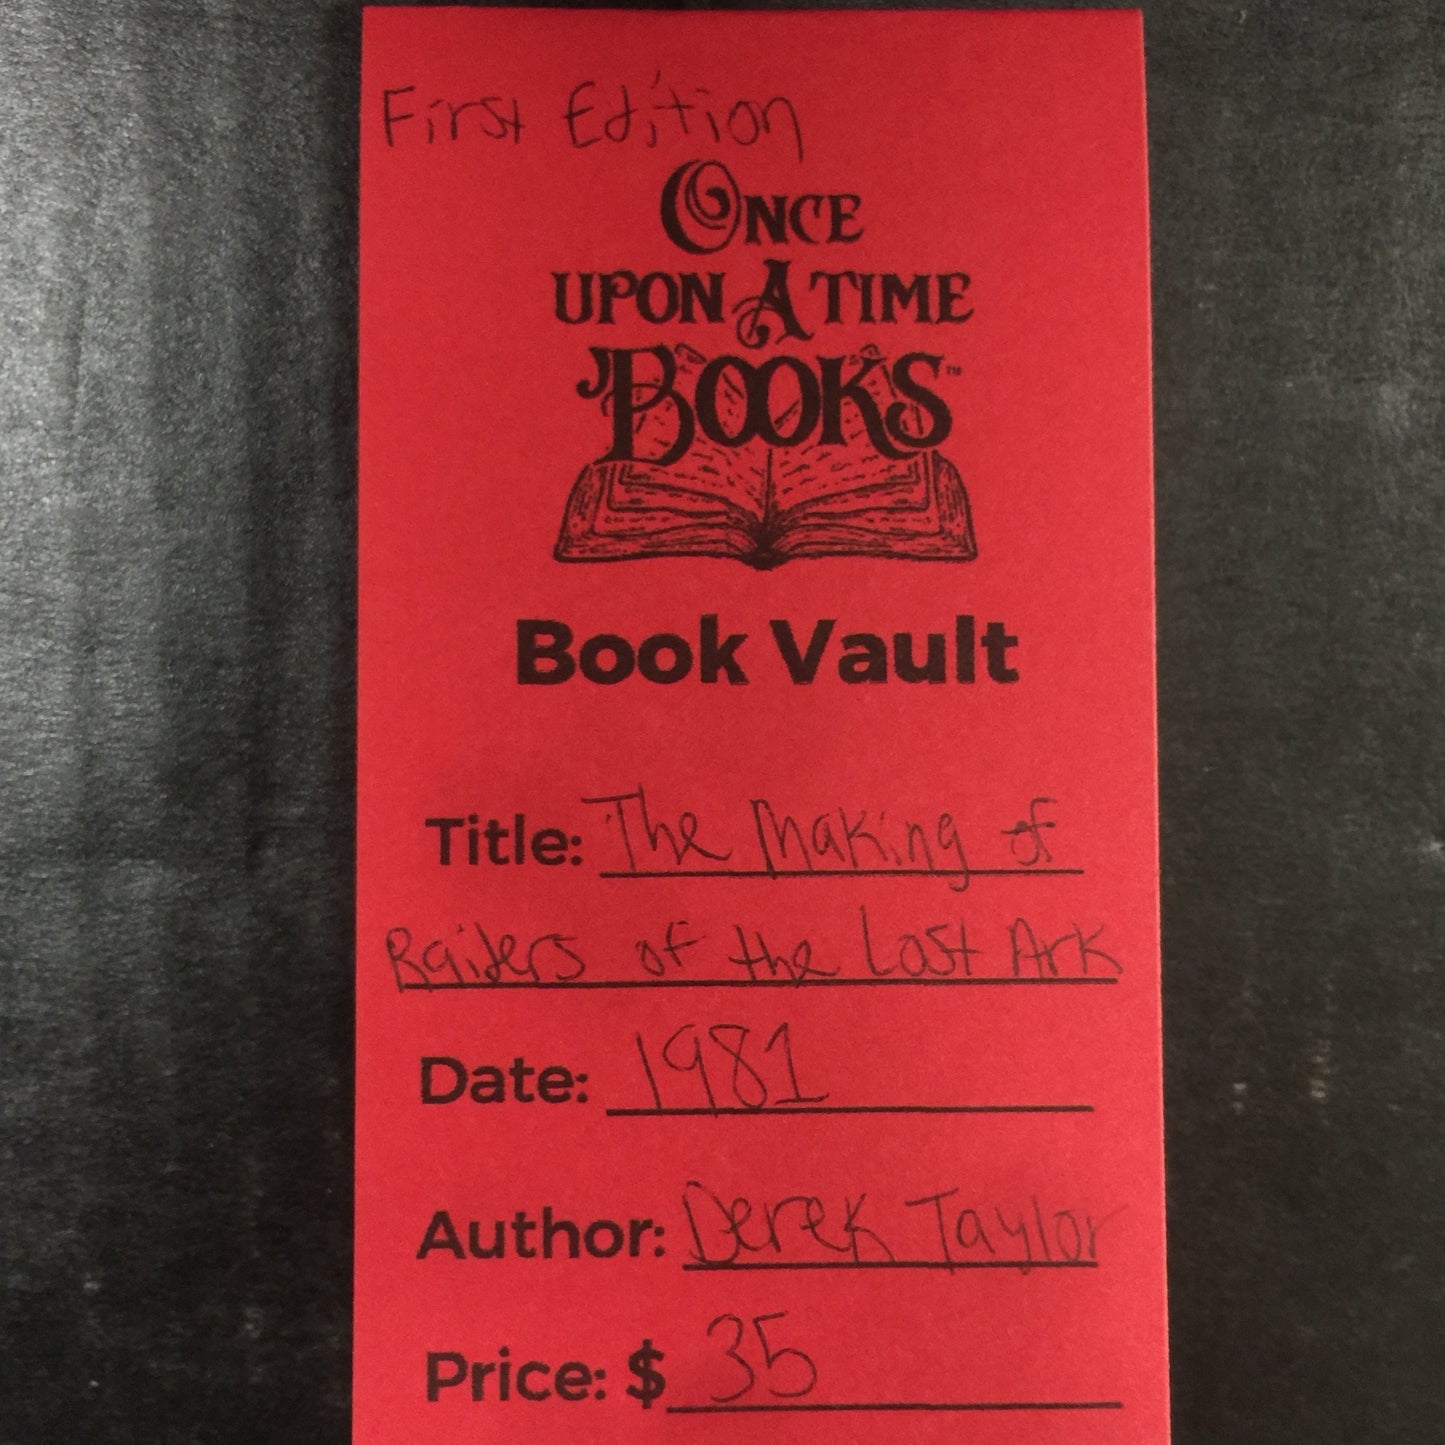 First Edition
ONCE
UPON A TIME
BOOKS™
Book Vault
Title: The Making of
Raiders of the Lost Ark
Date: 1981
Author: Derek Taylor
Price: $ 35